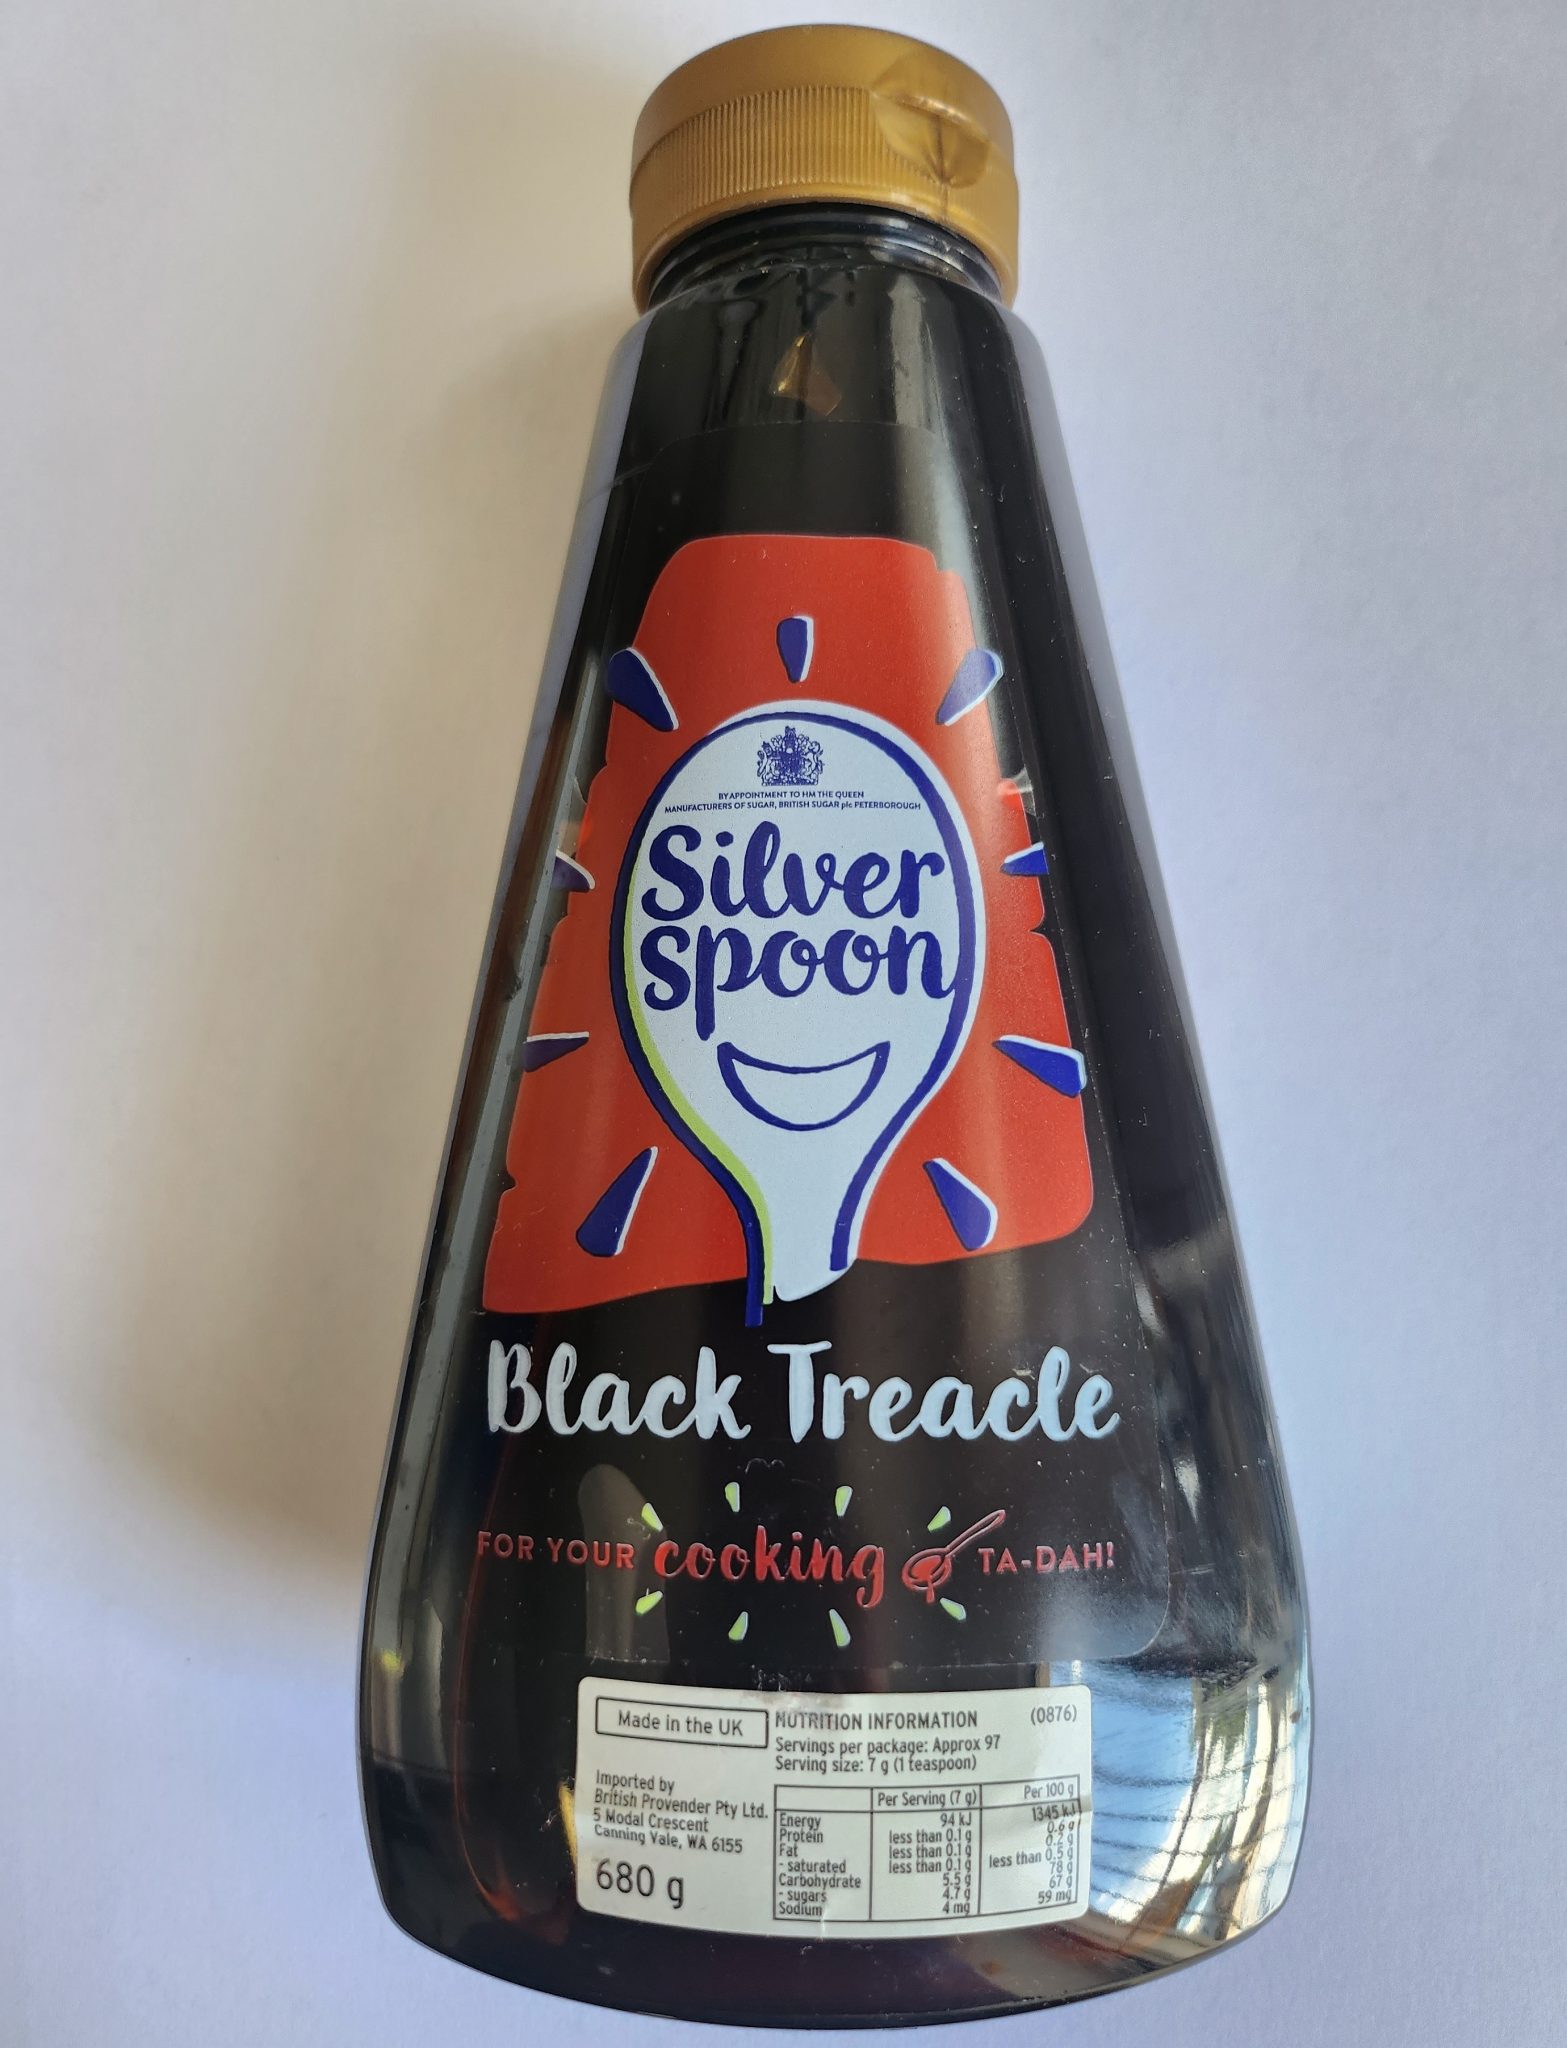 BY APPOINTMENT TO HM THE QUEEN
MANUFACTURERS OF SUGAR, BRITISH SUGAR plc PETERBOROUGH
Silver
Spoon
Black Treacle
FOR YOUR cooking TA-DAH!
Made in the UK
Imported by
British Provender Pty Ltd.
5 Modal Crescent
Canning Vale, WA 6155
680 g
NUTRITION INFORMATION (0876)
Servings per package: Approx 97
Serving size: 7 g (1 teaspoon)
Per Serving (7 g) Per 100 g
Energy 94 kJ 1345 kJ
Protein less than 0.1 g 0.6 g
Fat less than 0.1 g 0.2 g
- saturated less than 0.1 g less than 0.5 g
Carbohydrate 5.5 g 78 g
- sugars 4.7 g 67 g
Sodium 4 mg 59 mg